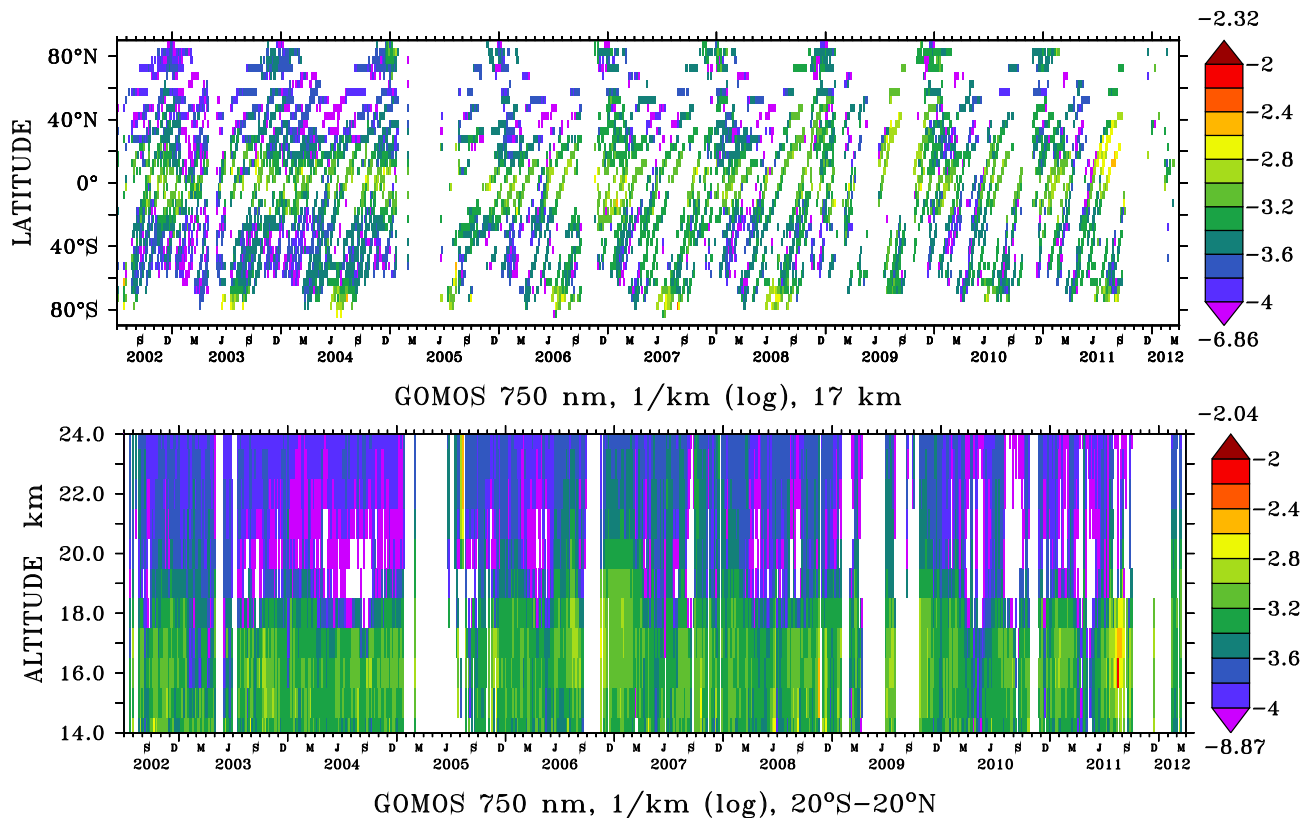 −2.32
80°N
40°N
0°
40°S
80°S
LATITUDE
−2
−2.4
−2.8
−3.2
−3.6
−4
−6.86
S D M J S D M J S D M J S D M J S D M J S D M J S D M J S D M J S D M J S D M
2002 2003 2004 2005 2006 2007 2008 2009 2010 2011 2012
GOMOS 750 nm, 1/km (log), 17 km
−2.04
24.0
22.0
20.0
18.0
16.0
14.0
ALTITUDE km
−2
−2.4
−2.8
−3.2
−3.6
−4
−8.87
S D M J S D M J S D M J S D M J S D M J S D M J S D M J S D M J S D M J S D M
2002 2003 2004 2005 2006 2007 2008 2009 2010 2011 2012
GOMOS 750 nm, 1/km (log), 20°S−20°N